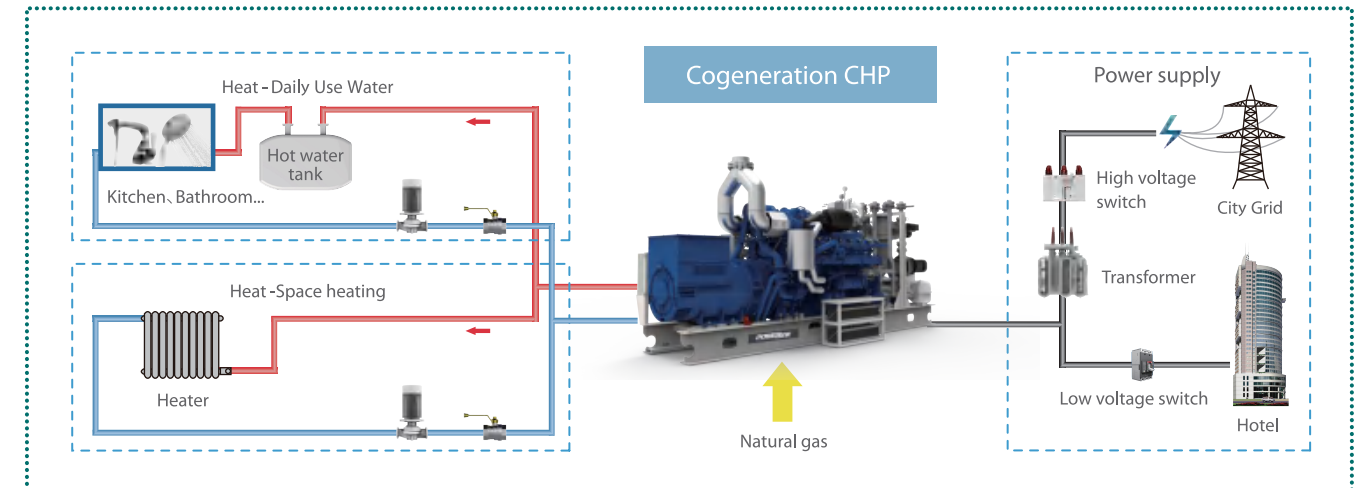 Cogeneration CHP
Heat -Daily Use Water
Hot water
tank
Kitchen、Bathroom...
Heat -Space heating
Heater
Natural gas
Power supply
High voltage
switch
City Grid
Transformer
Low voltage switch
Hotel